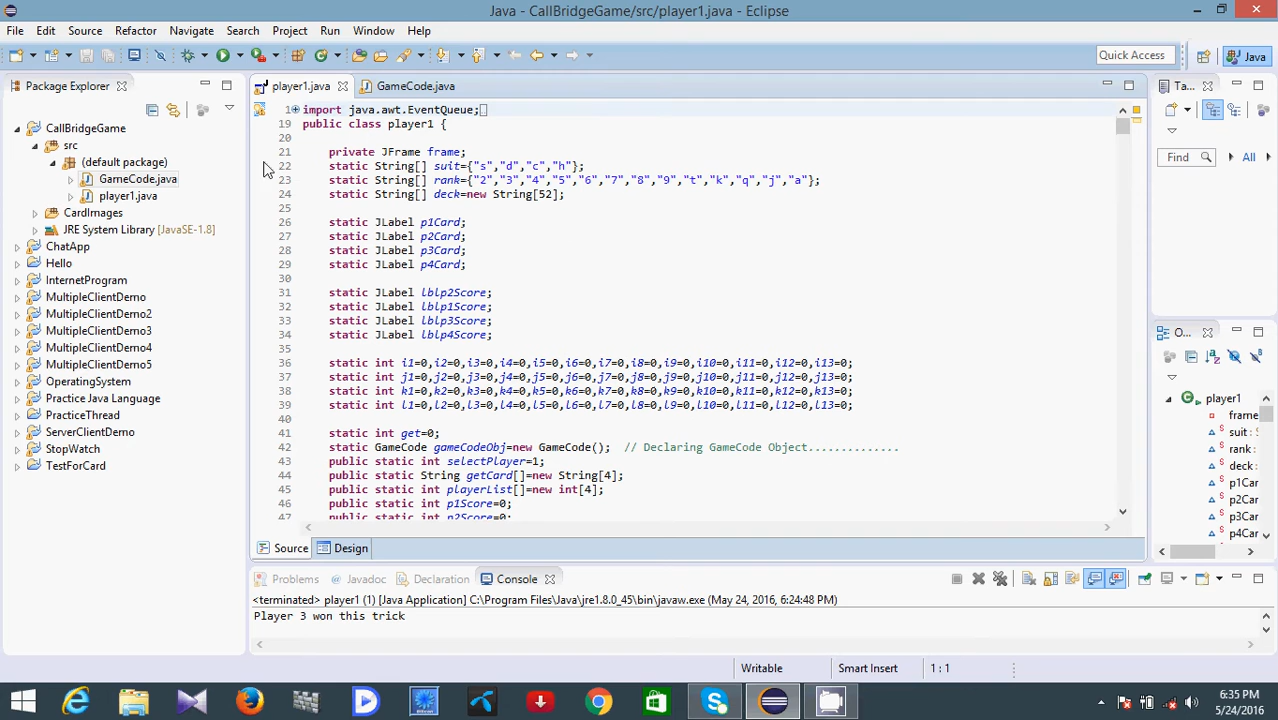 Java - CallBridgeGame/src/player1.java - Eclipse
File Edit Source Refactor Navigate Search Project Run Window Help
Quick Access
Java
Package Explorer
player1.java
GameCode.java
Ta...
CallBridgeGame
src
(default package)
GameCode.java
player1.java
CardImages
JRE System Library [JavaSE-1.8]
ChatApp
Hello
InternetProgram
MultipleClientDemo
MultipleClientDemo2
MultipleClientDemo3
MultipleClientDemo4
MultipleClientDemo5
OperatingSystem
Practice Java Language
PracticeThread
ServerClientDemo
StopWatch
TestForCard
1 import java.awt.EventQueue;
19 public class player1 {
20
21 private JFrame frame;
22 static String[] suit={"s","d","c","h"};
23 static String[] rank={"2","3","4","5","6","7","8","9","t","k","q","j","a"};
24 static String[] deck=new String[52];
25
26 static JLabel p1Card;
27 static JLabel p2Card;
28 static JLabel p3Card;
29 static JLabel p4Card;
30
31 static JLabel lblp2Score;
32 static JLabel lblp1Score;
33 static JLabel lblp3Score;
34 static JLabel lblp4Score;
35
36 static int i1=0,i2=0,i3=0,i4=0,i5=0,i6=0,i7=0,i8=0,i9=0,i10=0,i11=0,i12=0,i13=0;
37 static int j1=0,j2=0,j3=0,j4=0,j5=0,j6=0,j7=0,j8=0,j9=0,j10=0,j11=0,j12=0,j13=0;
38 static int k1=0,k2=0,k3=0,k4=0,k5=0,k6=0,k7=0,k8=0,k9=0,k10=0,k11=0,k12=0,k13=0;
39 static int l1=0,l2=0,l3=0,l4=0,l5=0,l6=0,l7=0,l8=0,l9=0,l10=0,l11=0,l12=0,l13=0;
40
41 static int get=0;
42 static GameCode gameCodeObj=new GameCode(); // Declaring GameCode Object..............
43 public static int selectPlayer=1;
44 public static String getCard[]=new String[4];
45 public static int playerList[]=new int[4];
46 public static int p1Score=0;
47 public static int p2Score=0;
Find
All
O...
player1
frame
suit :
rank :
deck :
p1Car
p2Car
p3Car
p4Car
Source Design
Problems @ Javadoc Declaration Console
<terminated> player1 (1) [Java Application] C:\Program Files\Java\jre1.8.0_45\bin\javaw.exe (May 24, 2016, 6:24:48 PM)
Player 3 won this trick
Writable
Smart Insert
1 : 1
6:35 PM
5/24/2016